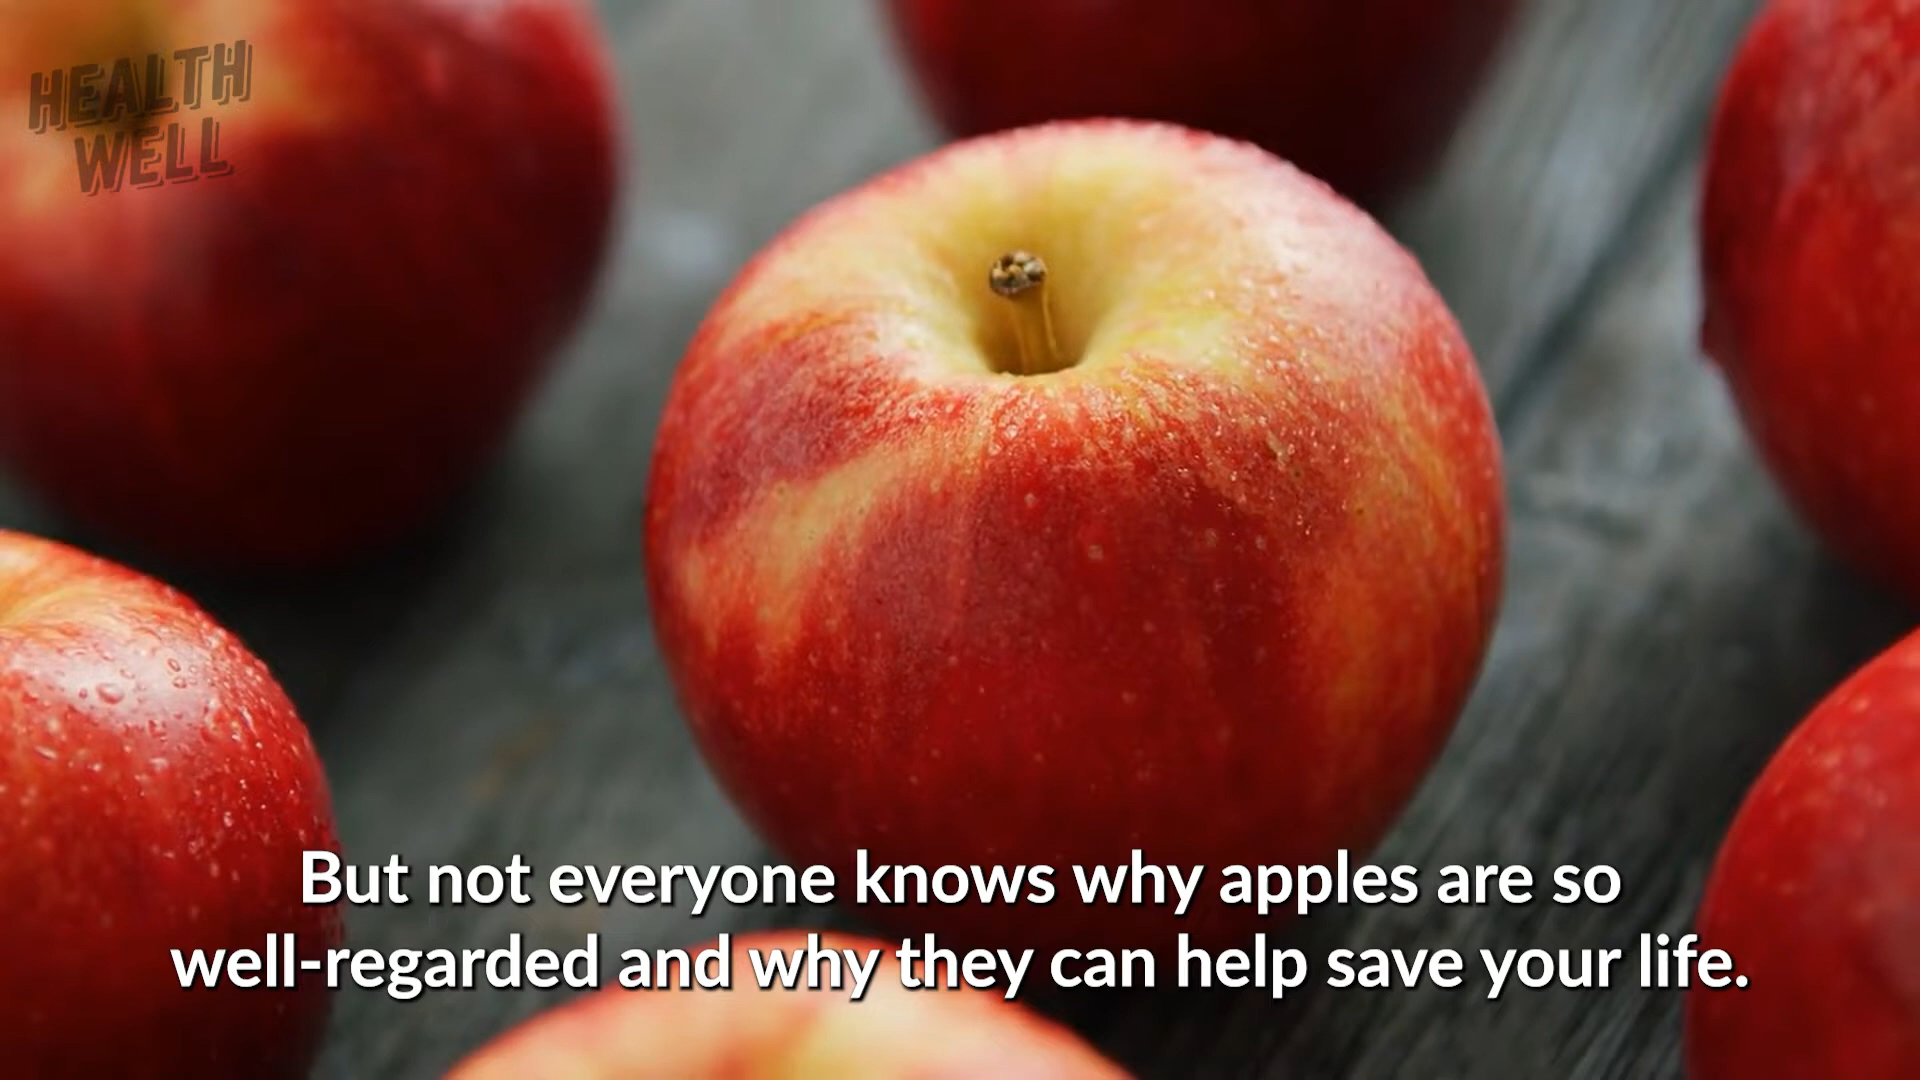 HEALTH
WELL
But not everyone knows why apples are so
well-regarded and why they can help save your life.